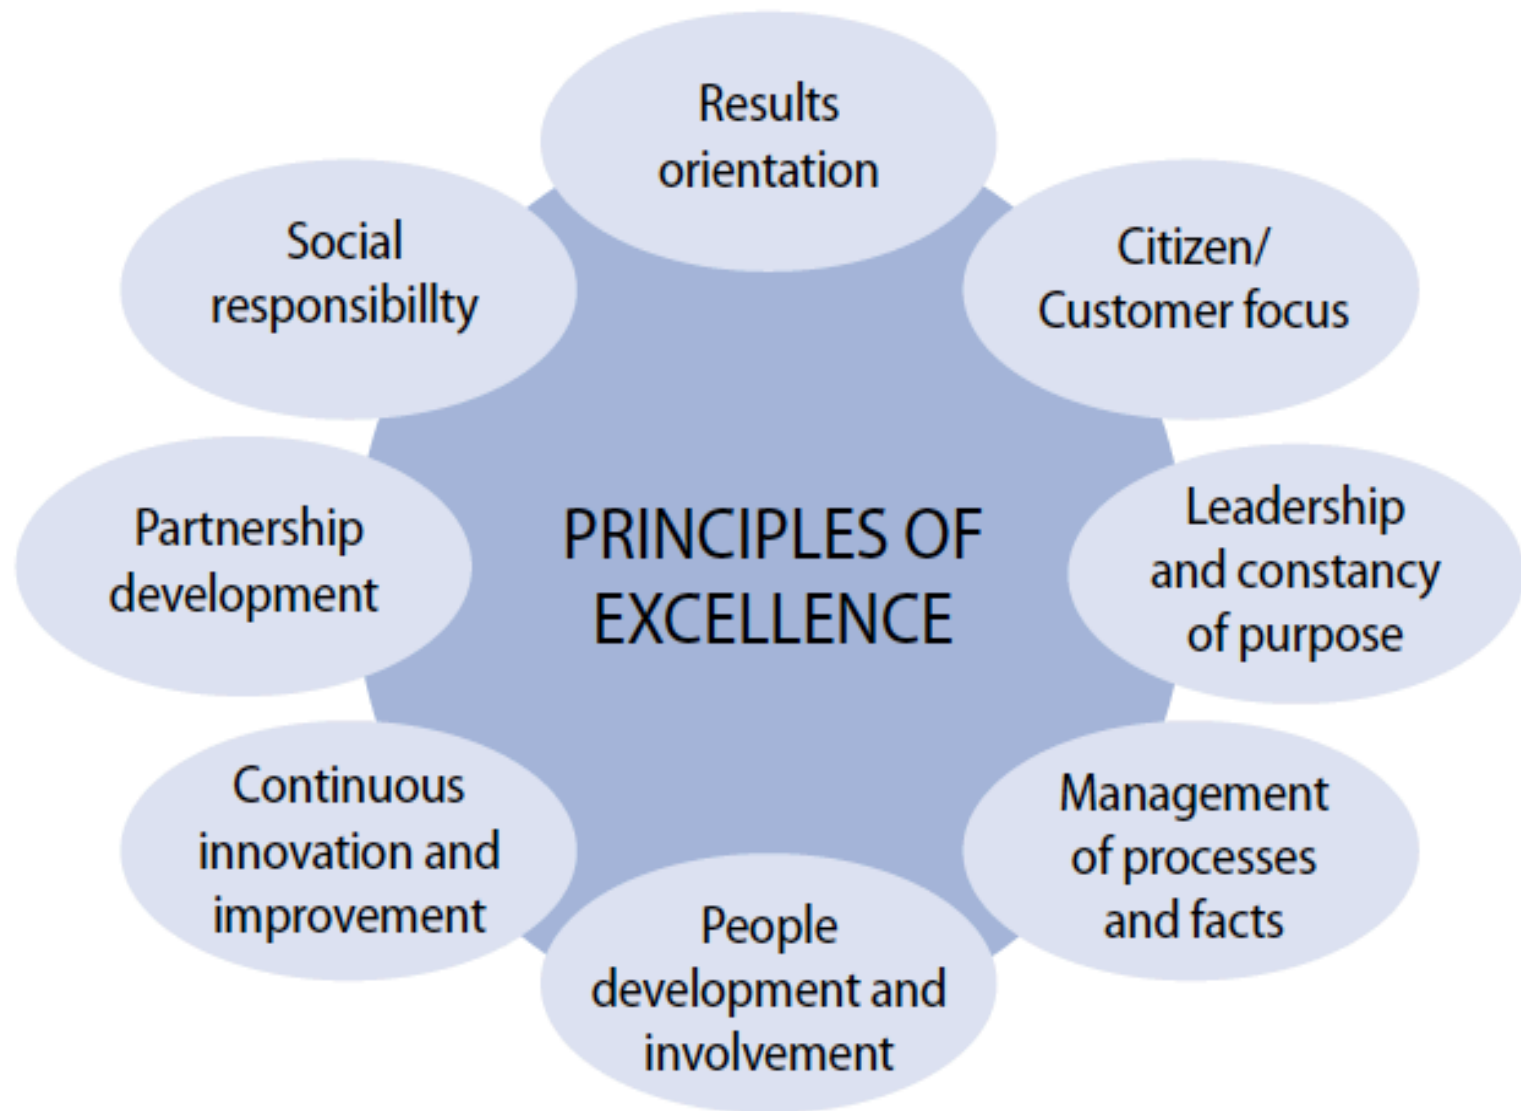 Results
orientation
Citizen/
Customer focus
Leadership
and constancy
of purpose
Management
of processes
and facts
People
development and
involvement
Continuous
innovation and
improvement
Partnership
development
Social
responsibillty
PRINCIPLES OF
EXCELLENCE